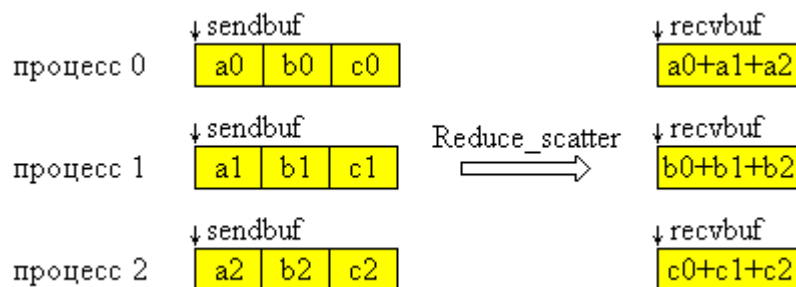 sendbuf recvbuf
процесс 0 a0 b0 c0 a0+a1+a2
sendbuf Reduce_scatter recvbuf
процесс 1 a1 b1 c1 b0+b1+b2
sendbuf recvbuf
процесс 2 a2 b2 c2 c0+c1+c2